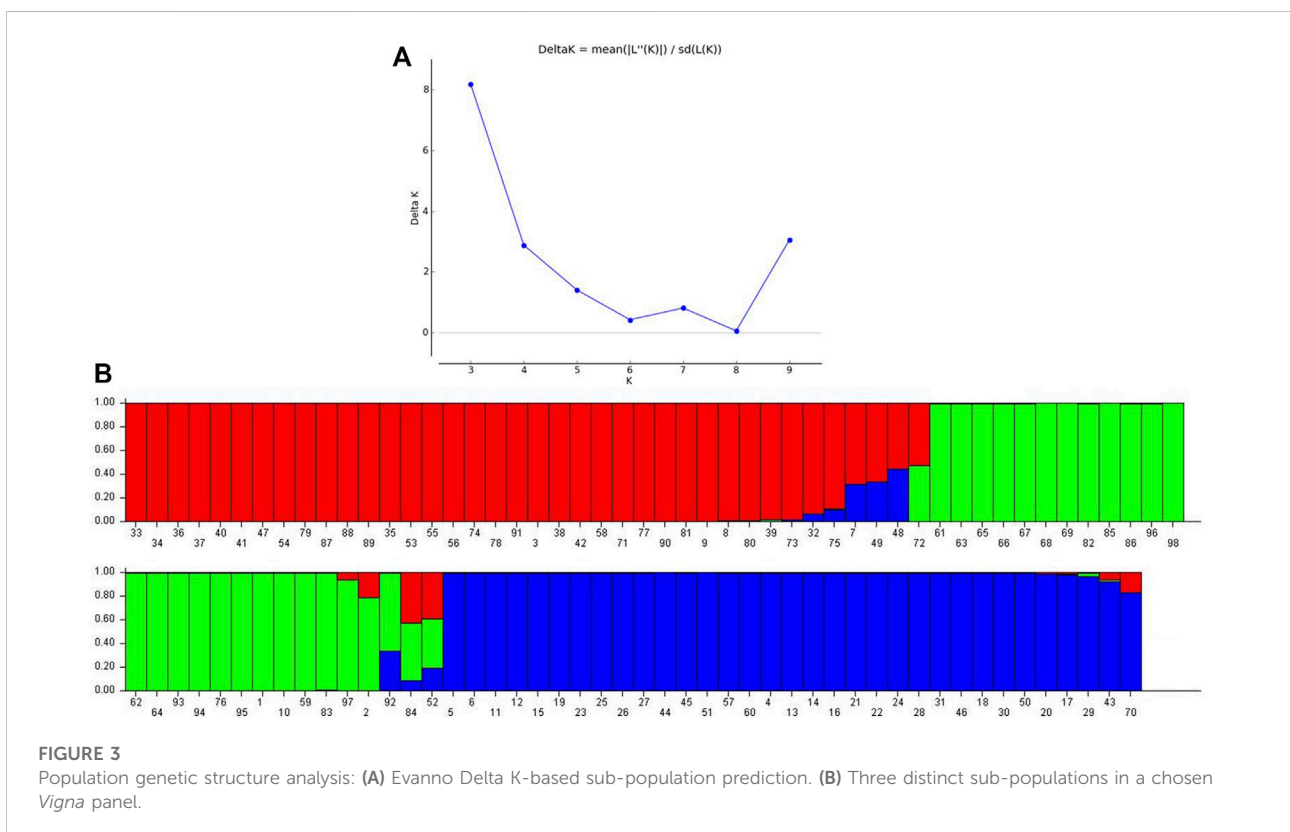 A
DeltaK = mean(|L''(K)|) / sd(L(K))
8
6
4
2
0
Delta K
3 4 5 6 7 8 9
K
B
1.00
0.80
0.60
0.40
0.20
0.00
33 36 40 47 79 88 35 55 74 91 38 58 77 81 8 39 32 7 48 61 65 67 69 85 96
34 37 41 54 87 89 53 56 78 3 42 71 90 9 80 73 75 49 72 63 66 68 82 86 98
1.00
0.80
0.60
0.40
0.20
0.00
62 93 76 1 59 97 92 52 6 12 19 25 27 45 57 4 14 21 24 31 18 50 17 43
64 94 95 10 83 2 84 5 11 15 23 26 44 51 60 13 16 22 28 46 30 20 29 70
FIGURE 3
Population genetic structure analysis: (A) Evanno Delta K-based sub-population prediction. (B) Three distinct sub-populations in a chosen
Vigna panel.